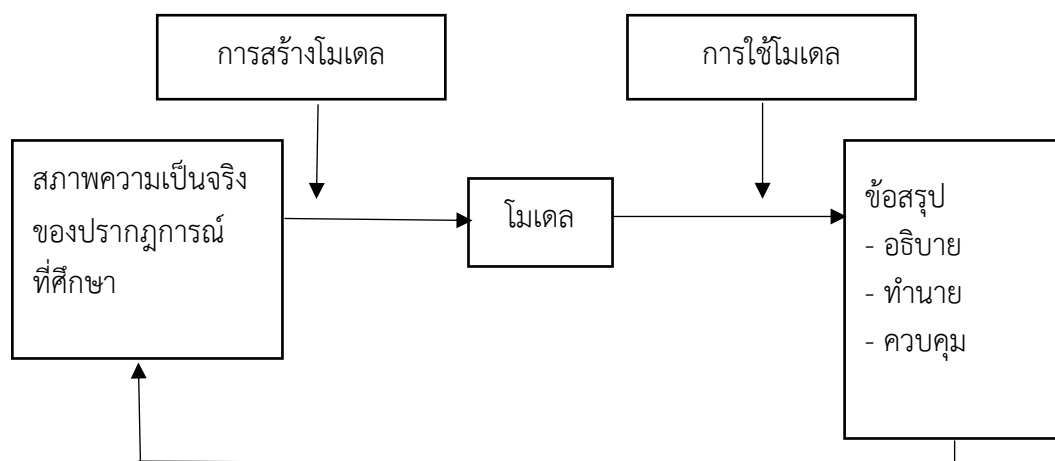 การสร้างโมเดล
การใช้โมเดล
สภาพความเป็นจริง
ของปรากฏการณ์
ที่ศึกษา
โมเดล
ข้อสรุป
- อธิบาย
- ทำนาย
- ควบคุม